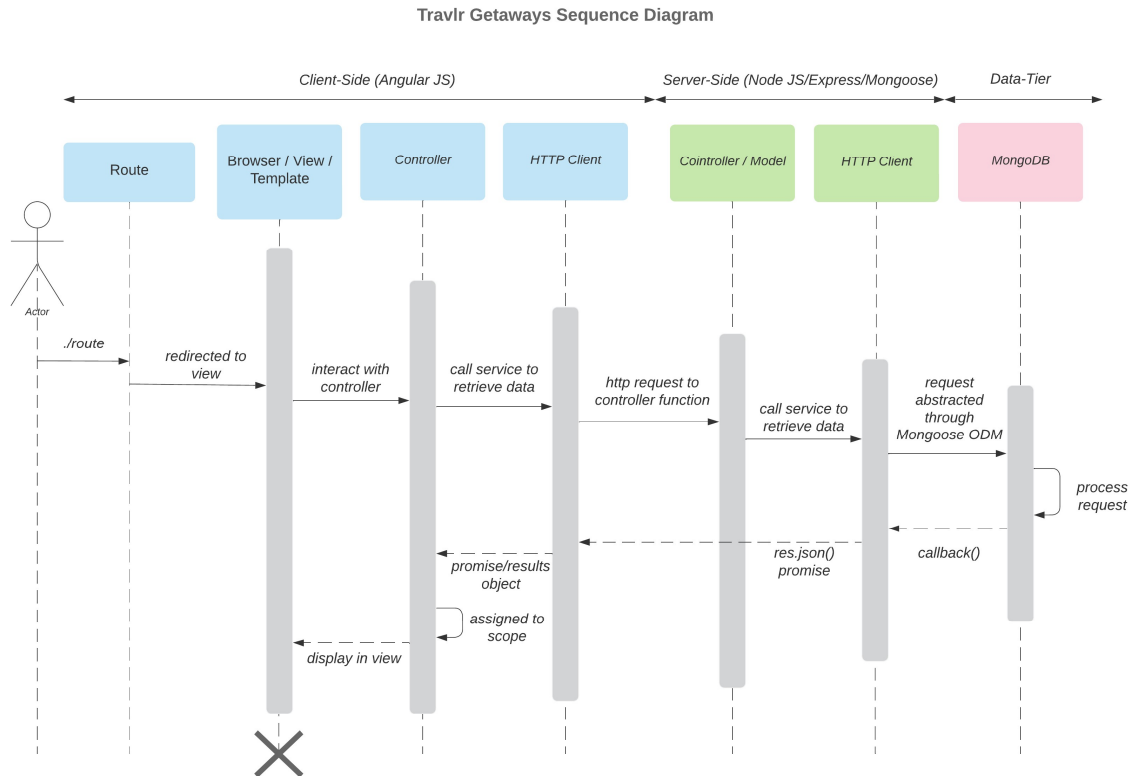 Travlr Getaways Sequence Diagram
Client-Side (Angular JS)
Server-Side (Node JS/Express/Mongoose)
Data-Tier
Route
Browser / View /
Template
Controller
HTTP Client
Cointroller / Model
HTTP Client
MongoDB
Actor
./route
redirected to
view
interact with
controller
call service to
retrieve data
http request to
controller function
call service to
retrieve data
request
abstracted
through
Mongoose ODM
process
request
callback()
res.json()
promise
promise/results
object
assigned to
scope
display in view